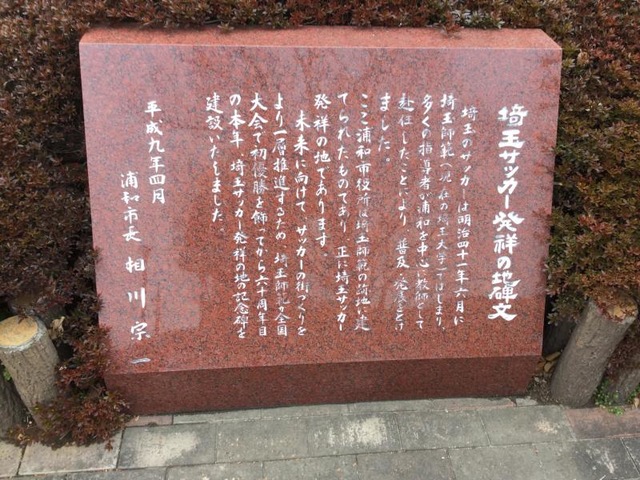 埼玉サッカー発祥の地碑文
埼玉のサッカーは明治四十一年六月に
埼玉師範(現在の埼玉大学)ではじまり、
多くの指導者が浦和を中心に教師として
赴任したことにより、普及、発展をとげ
ました。
ここ浦和市役所は埼玉師範の跡地に建
てられたものであり、正に埼玉サッカー
発祥の地であります。
未来に向けて、サッカーの街づくりを
より一層推進するため、埼玉師範が全国
大会で初優勝を飾ってから六十周年目
の本年、埼玉サッカー発祥の地の記念碑を
建設いたしました。
平成九年四月
浦和市長 相川宗一